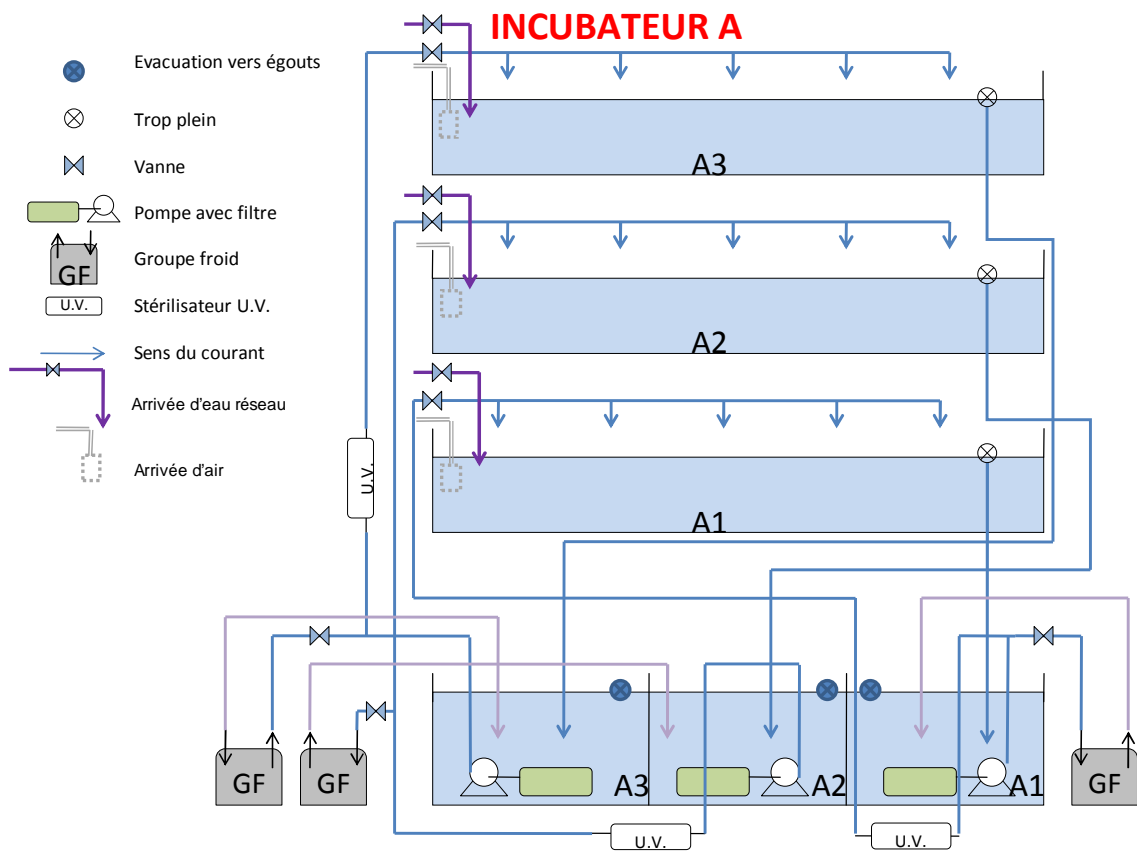 INCUBATEUR A
Evacuation vers égouts
Trop plein
Vanne
Pompe avec filtre
GF
Groupe froid
U.V.
Stérilisateur U.V.
Sens du courant
Arrivée d'eau réseau
Arrivée d'air
A3
A2
A1
U.V.
GF
GF
A3
A2
A1
GF
U.V.
U.V.